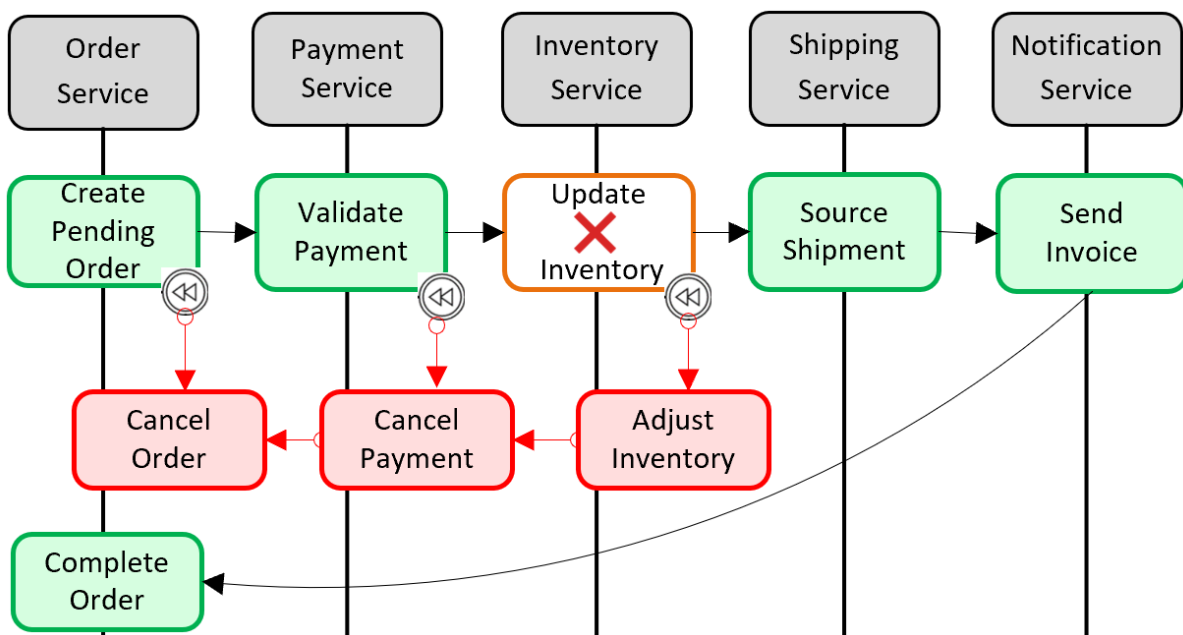 Order
Service
Payment
Service
Inventory
Service
Shipping
Service
Notification
Service
Create
Pending
Order
Validate
Payment
Update
Inventory
Source
Shipment
Send
Invoice
Cancel
Order
Cancel
Payment
Adjust
Inventory
Complete
Order